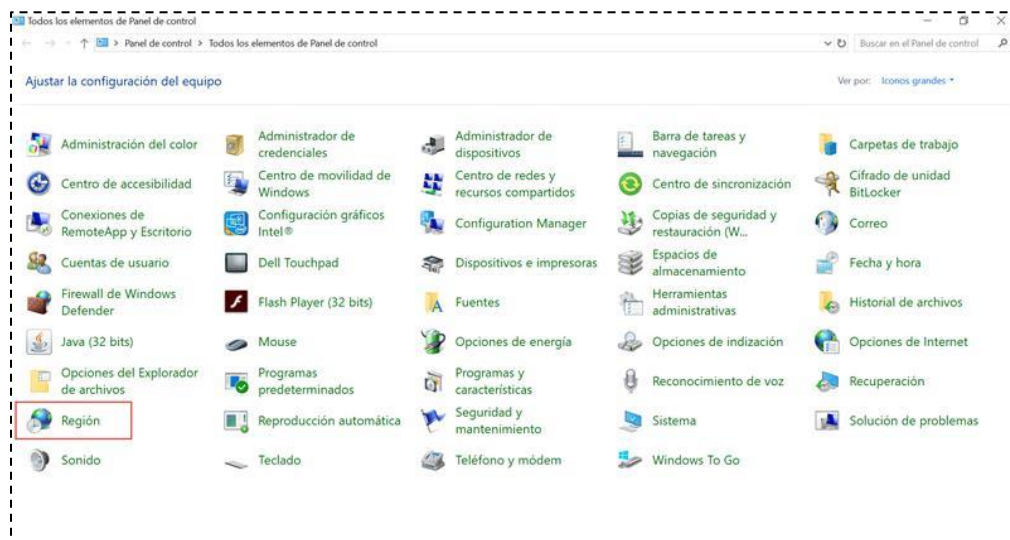 Todos los elementos de Panel de control
Panel de control > Todos los elementos de Panel de control
Buscar en el Panel de control
Ajustar la configuración del equipo
Ver por: Iconos grandes
Administración del color
Administrador de
credenciales
Administrador de
dispositivos
Barra de tareas y
navegación
Carpetas de trabajo
Centro de accesibilidad
Centro de movilidad de
Windows
Centro de redes y
recursos compartidos
Centro de sincronización
Cifrado de unidad
BitLocker
Conexiones de
RemoteApp y Escritorio
Configuración gráficos
Intel®
Configuration Manager
Copias de seguridad y
restauración (W...
Correo
Cuentas de usuario
Dell Touchpad
Dispositivos e impresoras
Espacios de
almacenamiento
Fecha y hora
Firewall de Windows
Defender
Flash Player (32 bits)
Fuentes
Herramientas
administrativas
Historial de archivos
Java (32 bits)
Mouse
Opciones de energía
Opciones de indización
Opciones de Internet
Opciones del Explorador
de archivos
Programas
predeterminados
Programas y
características
Reconocimiento de voz
Recuperación
Región
Reproducción automática
Seguridad y
mantenimiento
Sistema
Solución de problemas
Sonido
Teclado
Teléfono y módem
Windows To Go